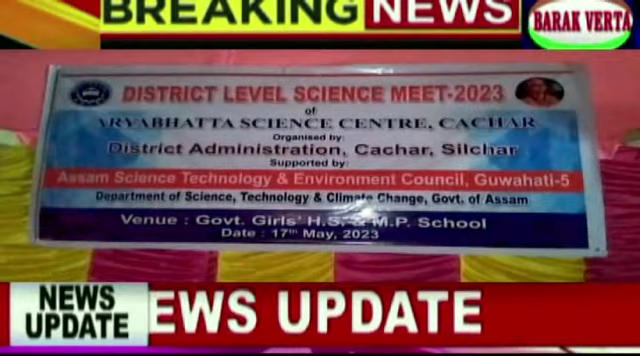 BREAKING NEWS
BARAK VERTA
DISTRICT LEVEL SCIENCE MEET-2023
of
ARYABHATTA SCIENCE CENTRE, CACHAR
Organised by:
District Administration, Cachar, Silchar
Supported by:
Assam Science Technology & Environment Council, Guwahati-5
Department of Science, Technology & Climate Change, Govt. of Assam
Venue : Govt. Girls' H.S. & M.P. School
Date : 17th May, 2023
NEWS UPDATE
EWS UPDATE